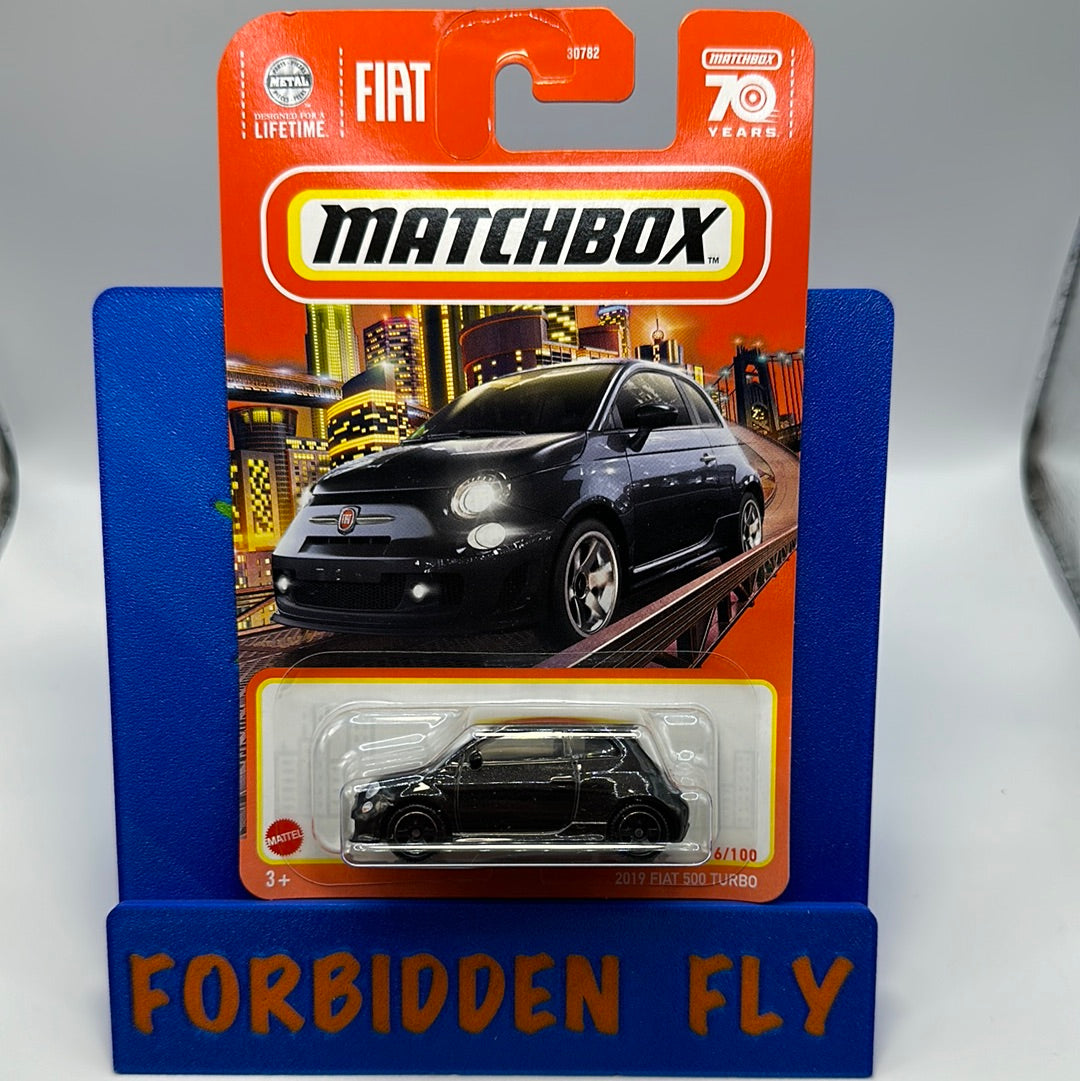 30782
METAL
DESIGNED FOR A
LIFETIME.
FIAT
MATCHBOX
70
YEARS
MATCHBOX™
MATTEL
6/100
3+
2019 FIAT 500 TURBO
FORBIDDEN FLY